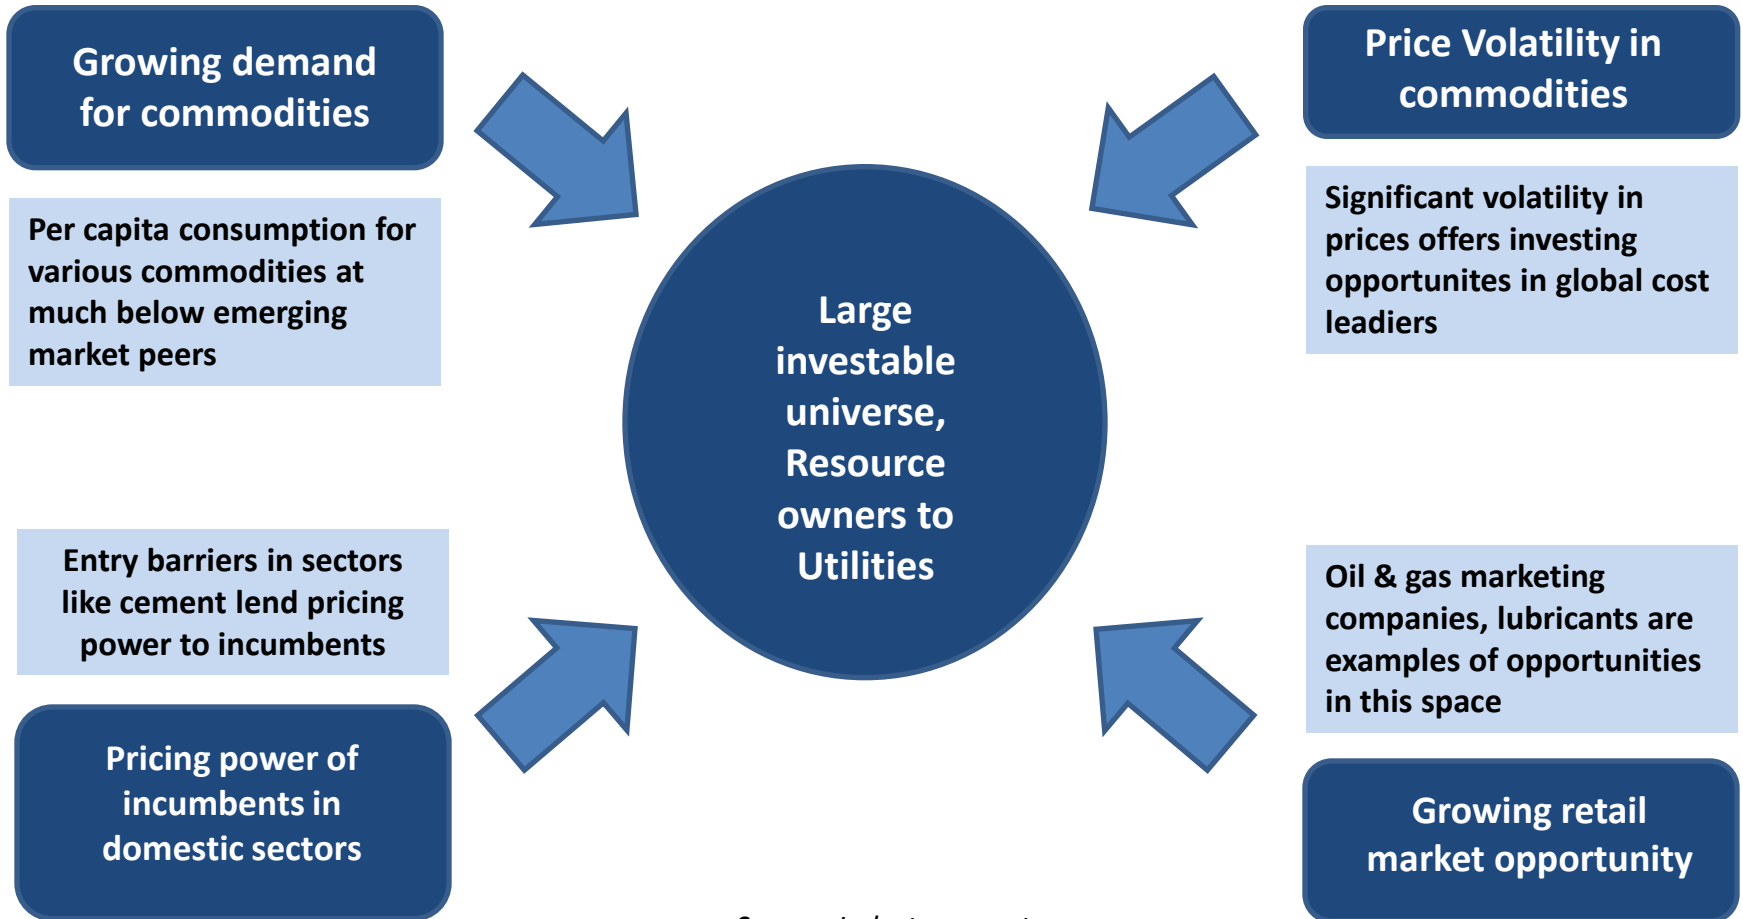 Growing demand
for commodities
Per capita consumption for
various commodities at
much below emerging
market peers
Price Volatility in
commodities
Significant volatility in
prices offers investing
opportunites in global cost
leadiers
Large
investable
universe,
Resource
owners to
Utilities
Entry barriers in sectors
like cement lend pricing
power to incumbents
Pricing power of
incumbents in
domestic sectors
Oil & gas marketing
companies, lubricants are
examples of opportunities
in this space
Growing retail
market opportunity